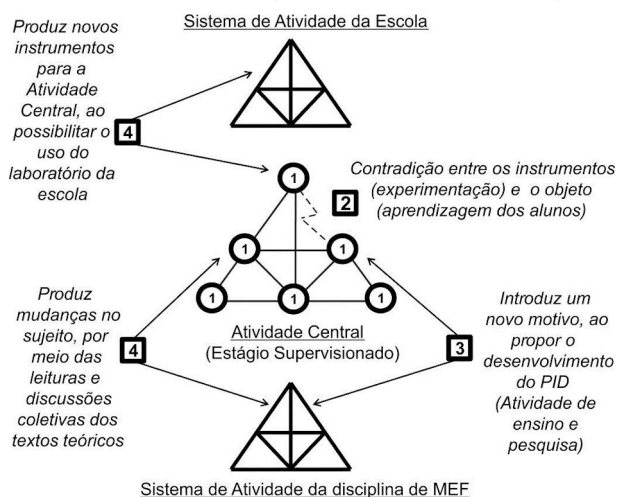 Sistema de Atividade da Escola
Produz novos
instrumentos
para a
Atividade
Central, ao
possibilitar o
uso do
laboratório da
escola
4
1
Contradição entre os instrumentos
(experimentação) e o objeto
(aprendizagem dos alunos)
2
1
1
1
1
1
Atividade Central
(Estágio Supervisionado)
Produz
mudanças no
sujeito, por
meio das
leituras e
discussões
coletivas dos
textos teóricos
4
3
Introduz um
novo motivo, ao
propor o
desenvolvimento
do PID
(Atividade de
ensino e
pesquisa)
Sistema de Atividade da disciplina de MEF